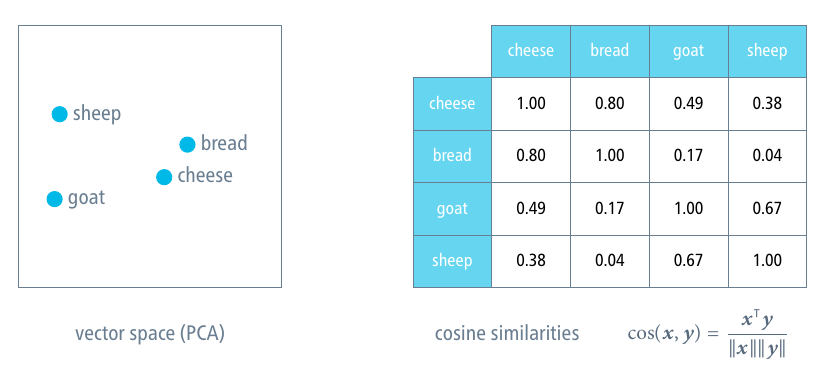 sheep
bread
cheese
goat
vector space (PCA)
cheese bread goat sheep
cheese 1.00 0.80 0.49 0.38
bread 0.80 1.00 0.17 0.04
goat 0.49 0.17 1.00 0.67
sheep 0.38 0.04 0.67 1.00
cosine similarities
cos(x, y) = xᵀy / ‖x‖‖y‖